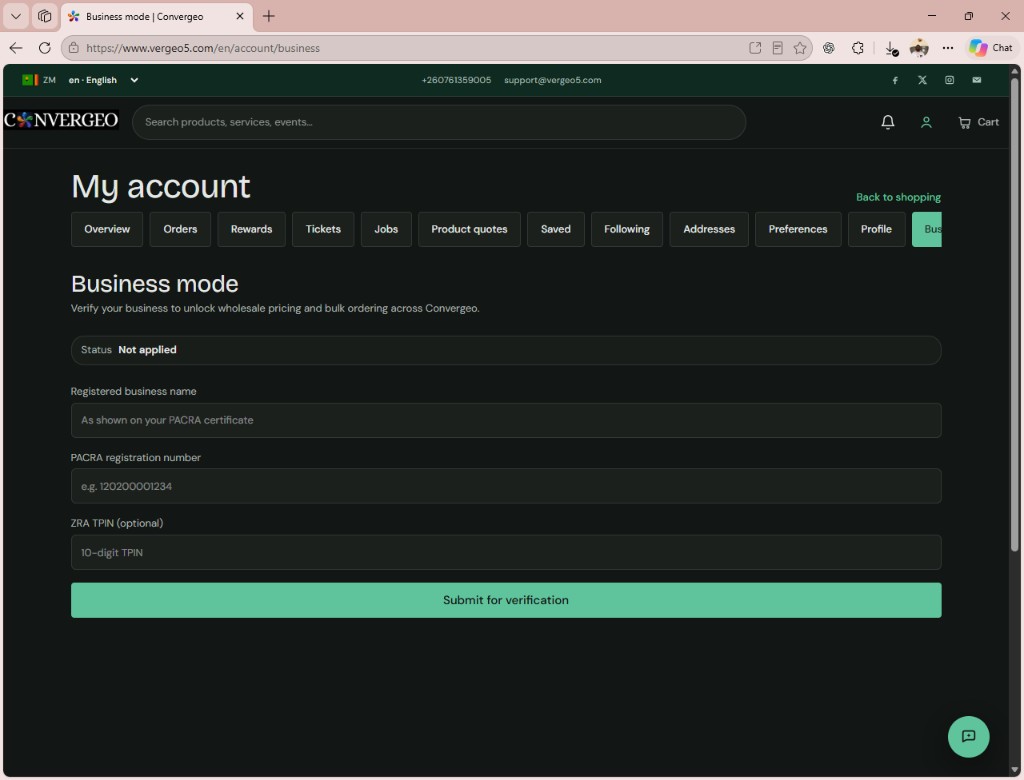 Business mode | Convergeo
https://www.vergeo5.com/en/account/business
Chat
ZM en - English +260761359005 support@vergeo5.com
CONVERGEO Search products, services, events... Cart
My account
Back to shopping
Overview Orders Rewards Tickets Jobs Product quotes Saved Following Addresses Preferences Profile Bus
Business mode
Verify your business to unlock wholesale pricing and bulk ordering across Convergeo.
Status Not applied
Registered business name
As shown on your PACRA certificate
PACRA registration number
e.g. 120200001234
ZRA TPIN (optional)
10-digit TPIN
Submit for verification